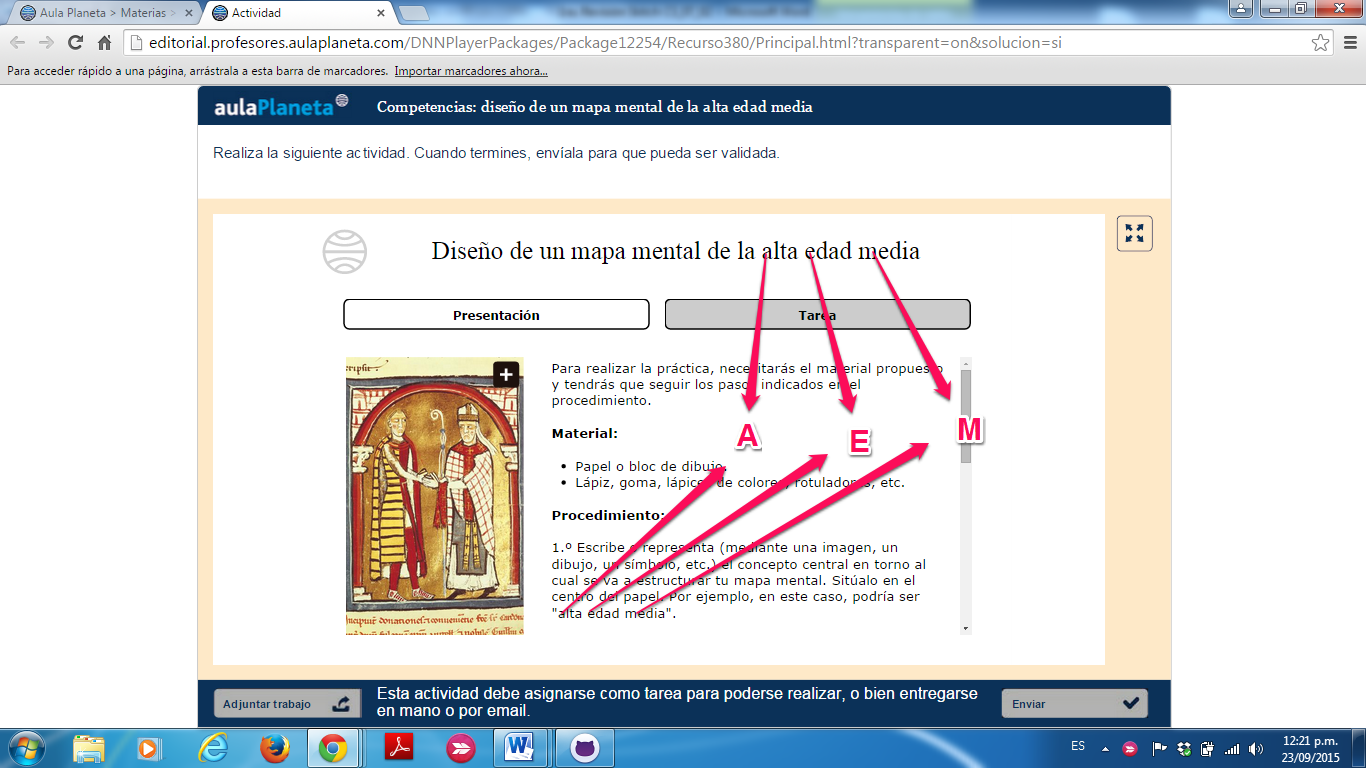 Aula Planeta > Materias >
Actividad
editorial.profesores.aulaplaneta.com/DNNPlayerPackages/Package12254/Recurso380/Principal.html?transparent=on&solucion=si
Para acceder rápido a una página, arrástrala a esta barra de marcadores. Importar marcadores ahora...
aulaPlaneta
Competencias: diseño de un mapa mental de la alta edad media
Realiza la siguiente actividad. Cuando termines, envíala para que pueda ser validada.
Diseño de un mapa mental de la alta edad media
Presentación
Tarea
Para realizar la práctica, necesitarás el material propuesto
y tendrás que seguir los pasos indicados en el
procedimiento.
A
E
M
Material:
• Papel o bloc de dibujo.
• Lápiz, goma, lápices de colores, rotuladores, etc.
Procedimiento:
1.º Escribe o representa (mediante una imagen, un
dibujo, un símbolo, etc.) el concepto central en torno al
cual se va a estructurar tu mapa mental. Sitúalo en el
centro del papel. Por ejemplo, en este caso, podría ser
"alta edad media".
Adjuntar trabajo
Esta actividad debe asignarse como tarea para poderse realizar, o bien entregarse
en mano o por email.
Enviar
ES
12:21 p.m.
23/09/2015